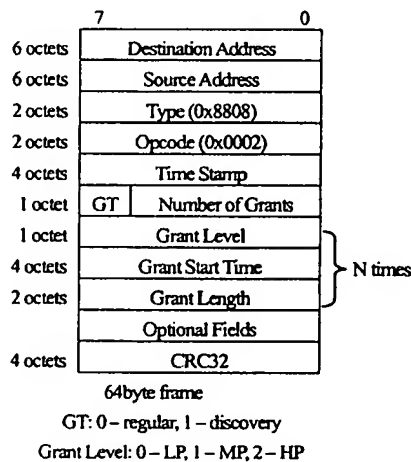 7 0
6 octets Destination Address
6 octets Source Address
2 octets Type (0x8808)
2 octets Opcode (0x0002)
4 octets Time Stamp
1 octet GT Number of Grants
1 octet Grant Level
4 octets Grant Start Time N times
2 octets Grant Length
Optional Fields
4 octets CRC32
64byte frame
GT: 0 – regular, 1 – discovery
Grant Level: 0 – LP, 1 – MP, 2 – HP